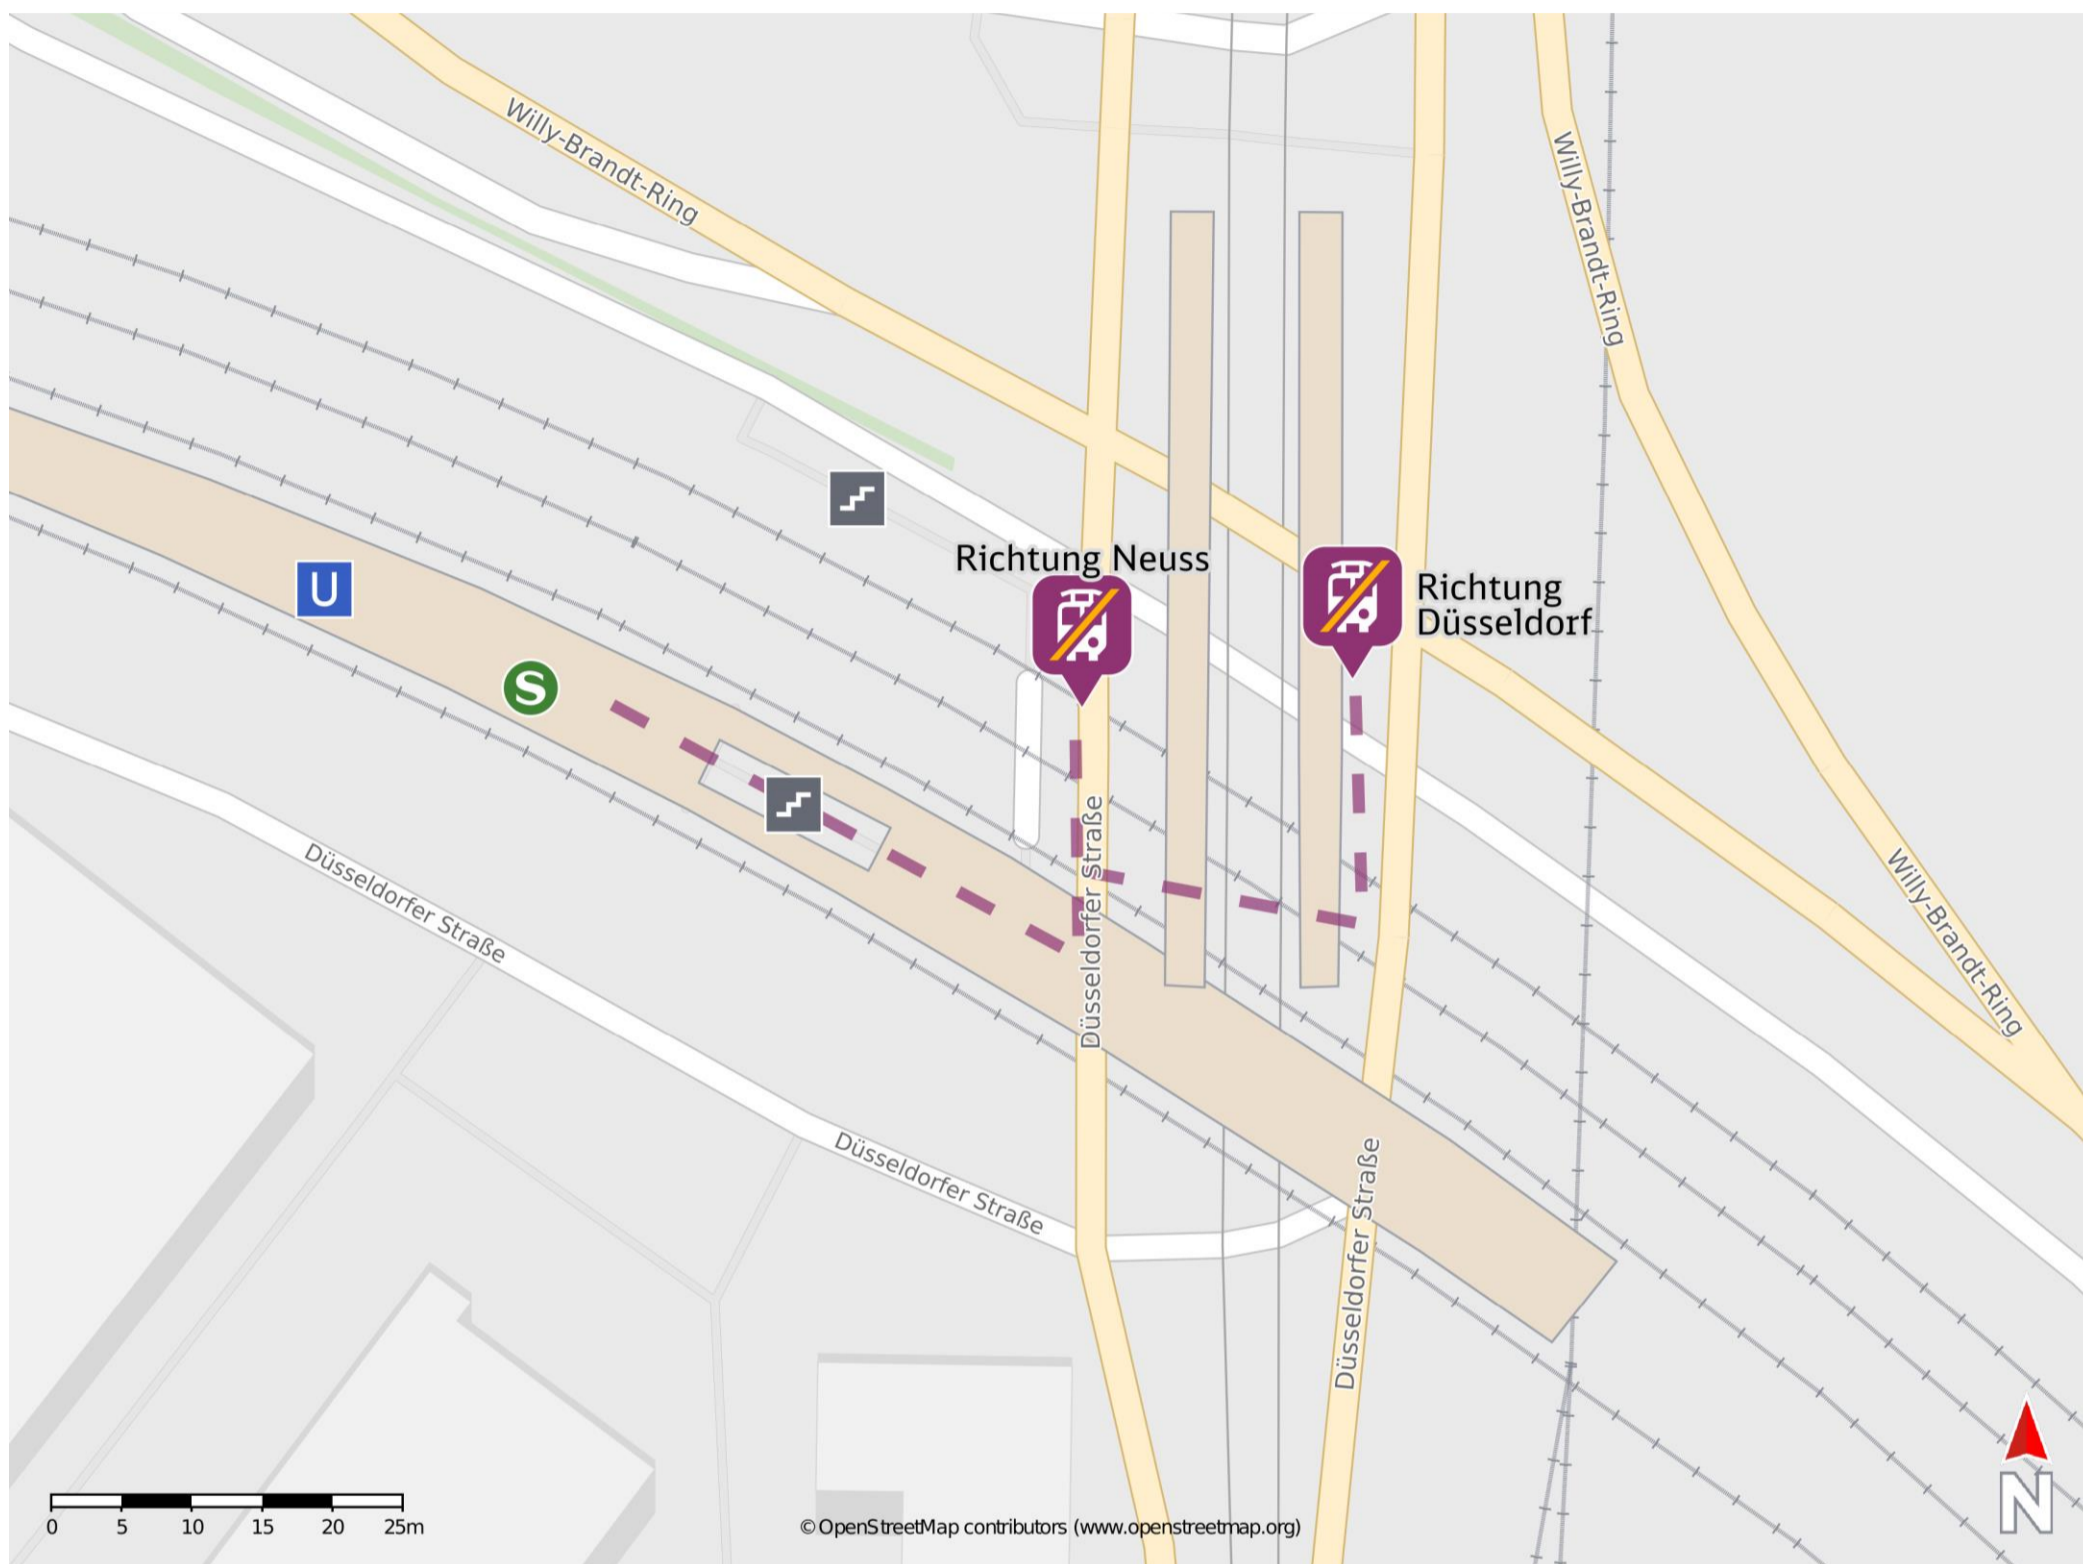 Willy-Brandt-Ring
Willy-Brandt-Ring
Richtung Neuss
Richtung
Düsseldorf
U
S
Düsseldorfer Straße
Düsseldorfer Straße
Willy-Brandt-Ring
Düsseldorfer Straße
Düsseldorfer Straße
N
0 5 10 15 20 25m
© OpenStreetMap contributors (www.openstreetmap.org)